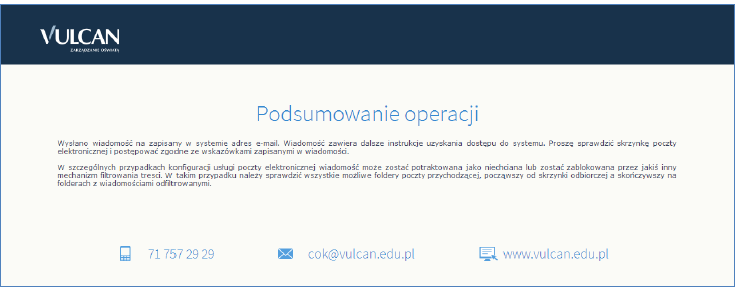 VULCAN
ZARZĄDZANIE OŚWIATĄ
Podsumowanie operacji
Wysłano wiadomość na zapisany w systemie adres e-mail. Wiadomość zawiera dalsze instrukcje uzyskania dostępu do systemu. Proszę sprawdzić skrzynkę poczty
elektronicznej i postępować zgodnie ze wskazówkami zapisanymi w wiadomości.
W szczególnych przypadkach konfiguracji usługi poczty elektronicznej wiadomość może zostać potraktowana jako niechciana lub zostać zablokowana przez jakiś inny
mechanizm filtrowania treści. W takim przypadku należy sprawdzić wszystkie możliwe foldery poczty przychodzącej, począwszy od skrzynki odbiorczej a skończywszy na
folderach z wiadomościami odfiltrowanymi.
71 757 29 29 cok@vulcan.edu.pl www.vulcan.edu.pl